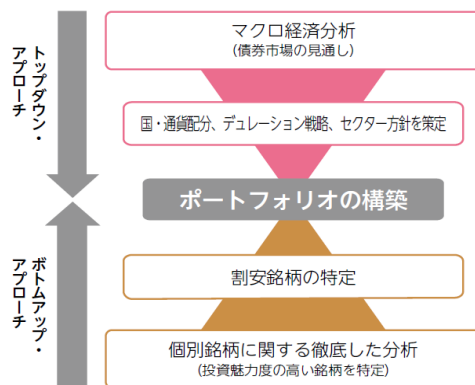 トップダウン・
アプローチ
マクロ経済分析
(債券市場の見通し)
国・通貨配分、デュレーション戦略、セクター方針を策定
ポートフォリオの構築
ボトムアップ・
アプローチ
割安銘柄の特定
個別銘柄に関する徹底した分析
(投資魅力度の高い銘柄を特定)